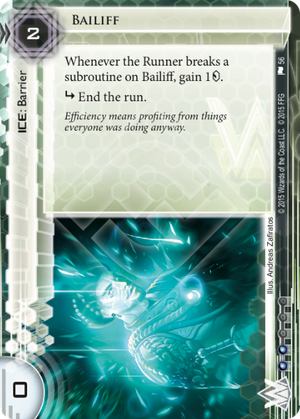 2
BAILIFF
ICE: Barrier
Whenever the Runner breaks a
subroutine on Bailiff, gain 1.
↳ End the run.
Efficiency means profiting from things
everyone was doing anyway.
56
© 2015 Wizards of the Coast LLC. © 2015 FFG
Illus. Andreas Zafiratos
0